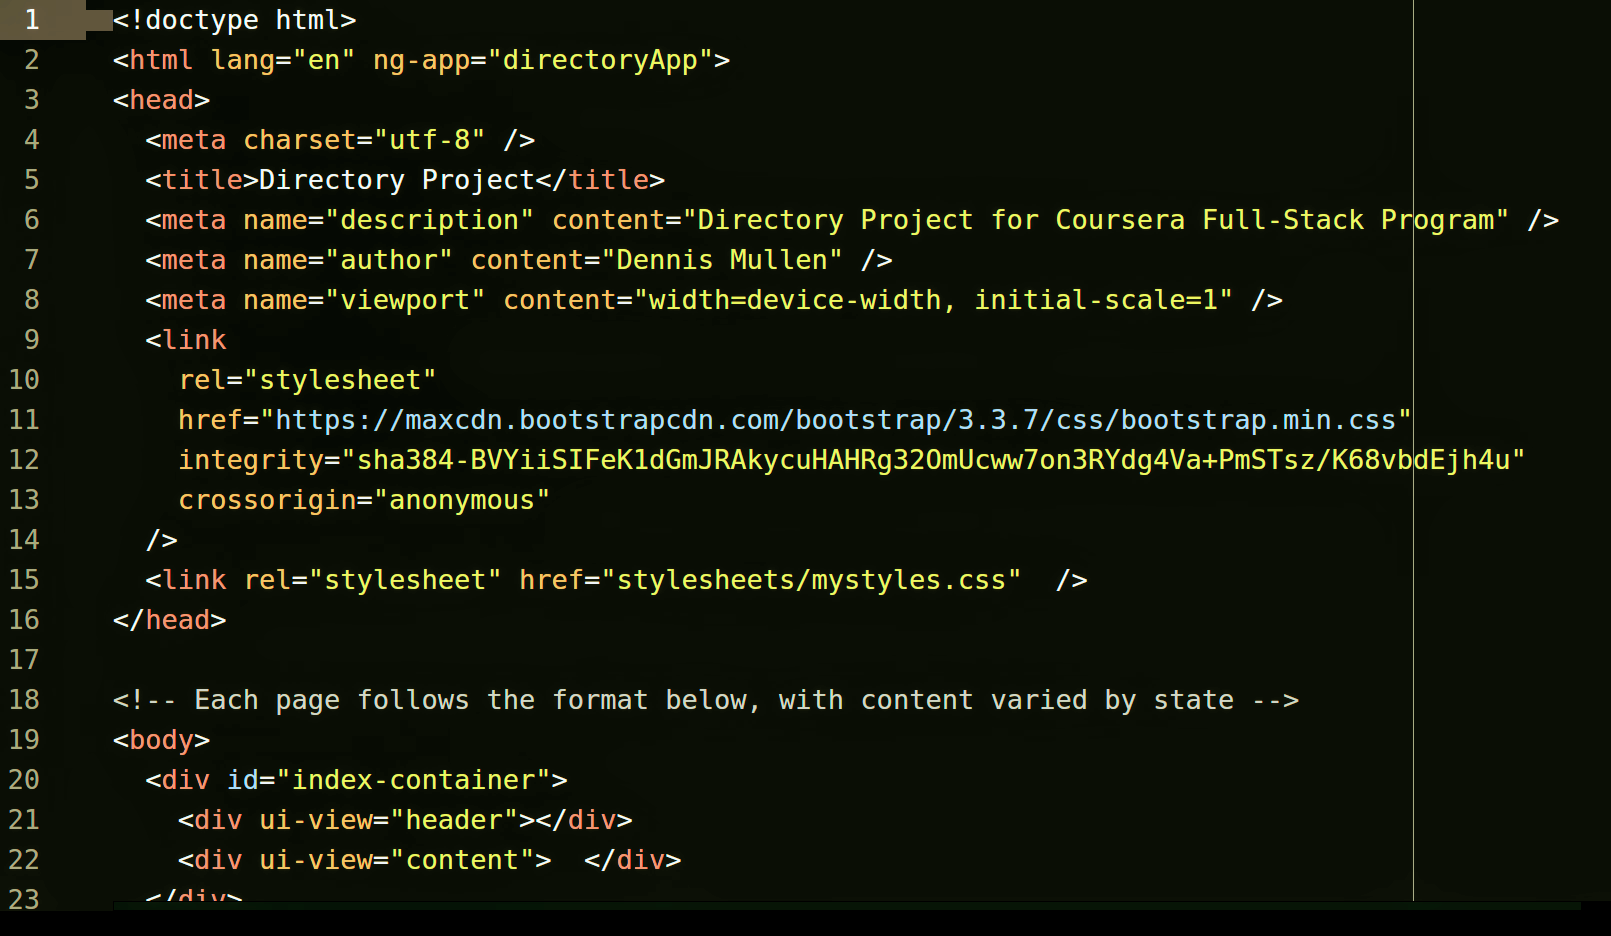 1 <!doctype html>
2 <html lang="en" ng-app="directoryApp">
3 <head>
4   <meta charset="utf-8" />
5   <title>Directory Project</title>
6   <meta name="description" content="Directory Project for Coursera Full-Stack Program" />
7   <meta name="author" content="Dennis Mullen" />
8   <meta name="viewport" content="width=device-width, initial-scale=1" />
9   <link
10     rel="stylesheet"
11     href="https://maxcdn.bootstrapcdn.com/bootstrap/3.3.7/css/bootstrap.min.css"
12     integrity="sha384-BVYiiSIFeK1dGmJRAkycuHAHRg32OmUcww7on3RYdg4Va+PmSTsz/K68vbdEjh4u"
13     crossorigin="anonymous"
14   />
15   <link rel="stylesheet" href="stylesheets/mystyles.css"  />
16 </head>
17
18 <!-- Each page follows the format below, with content varied by state -->
19 <body>
20   <div id="index-container">
21     <div ui-view="header"></div>
22     <div ui-view="content">  </div>
23   </div>